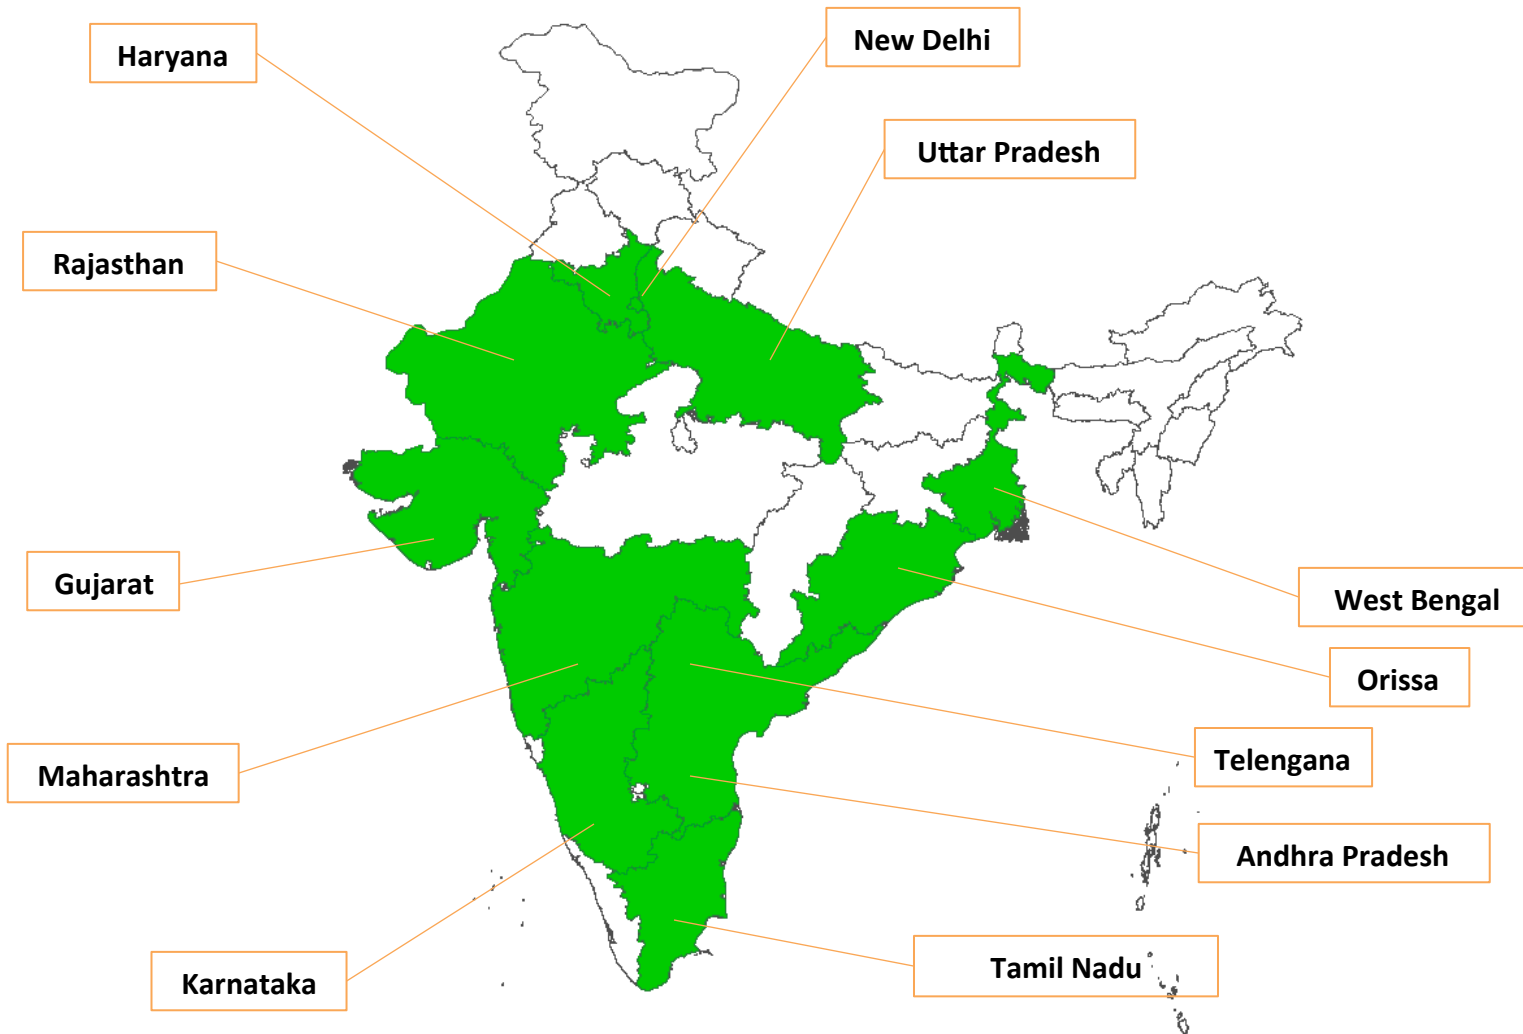 Haryana
New Delhi
Uttar Pradesh
Rajasthan
Gujarat
West Bengal
Orissa
Maharashtra
Telengana
Andhra Pradesh
Karnataka
Tamil Nadu